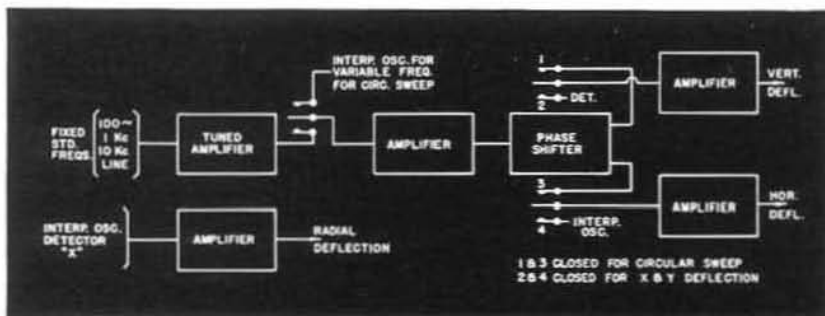 INTERP. OSC. FOR
VARIABLE FREQ.
FOR CIRC. SWEEP
FIXED
STD.
FREQS.
100~
1 KC
10 KC
LINE
TUNED
AMPLIFIER
AMPLIFIER
PHASE
SHIFTER
1
2
DET.
AMPLIFIER
VERT.
DEFL.
3
4
INTERP.
OSC.
AMPLIFIER
HOR.
DEFL.
INTERP. OSC.
DETECTOR
"X"
AMPLIFIER
RADIAL
DEFLECTION
1 & 3 CLOSED FOR CIRCULAR SWEEP
2 & 4 CLOSED FOR X & Y DEFLECTION